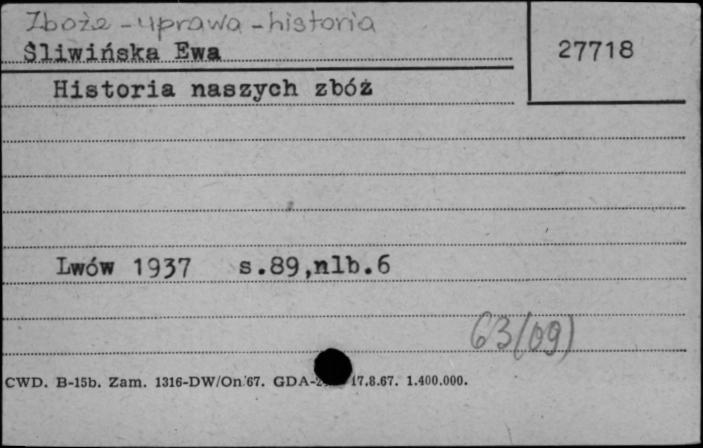 Zboże - uprawa - historia
Śliwińska Ewa
27718
Historia naszych zbóż
Lwów 1937 s.89,nlb.6
63(09)
CWD. B-15b. Zam. 1316-DW/On/67. GDA- 17.8.67. 1.400.000.